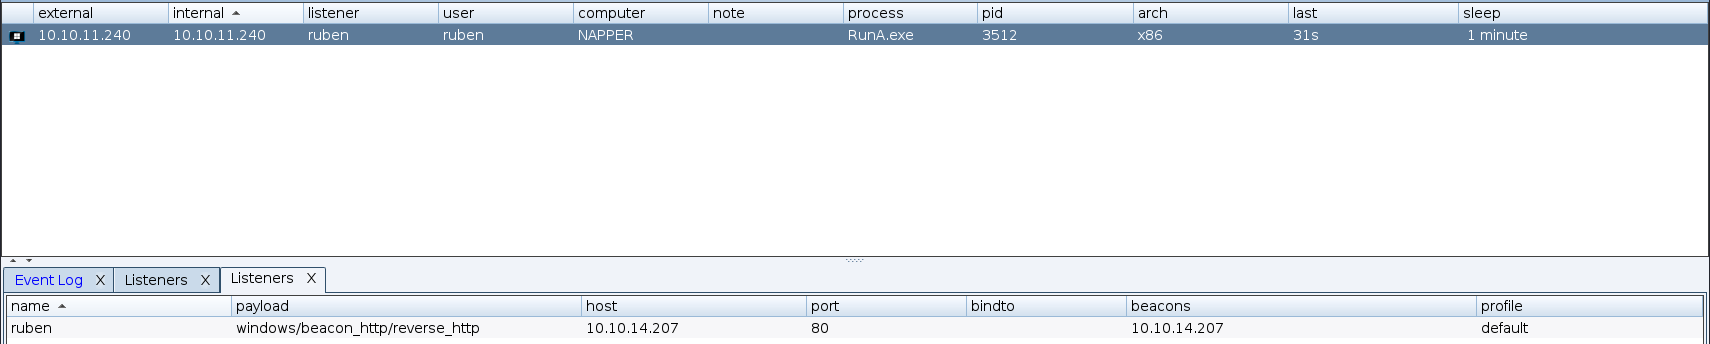 external internal listener user computer note process pid arch last sleep
10.10.11.240 10.10.11.240 ruben ruben NAPPER RunA.exe 3512 x86 31s 1 minute
Event Log X Listeners X Listeners X
name payload host port bindto beacons profile
ruben windows/beacon_http/reverse_http 10.10.14.207 80 10.10.14.207 default